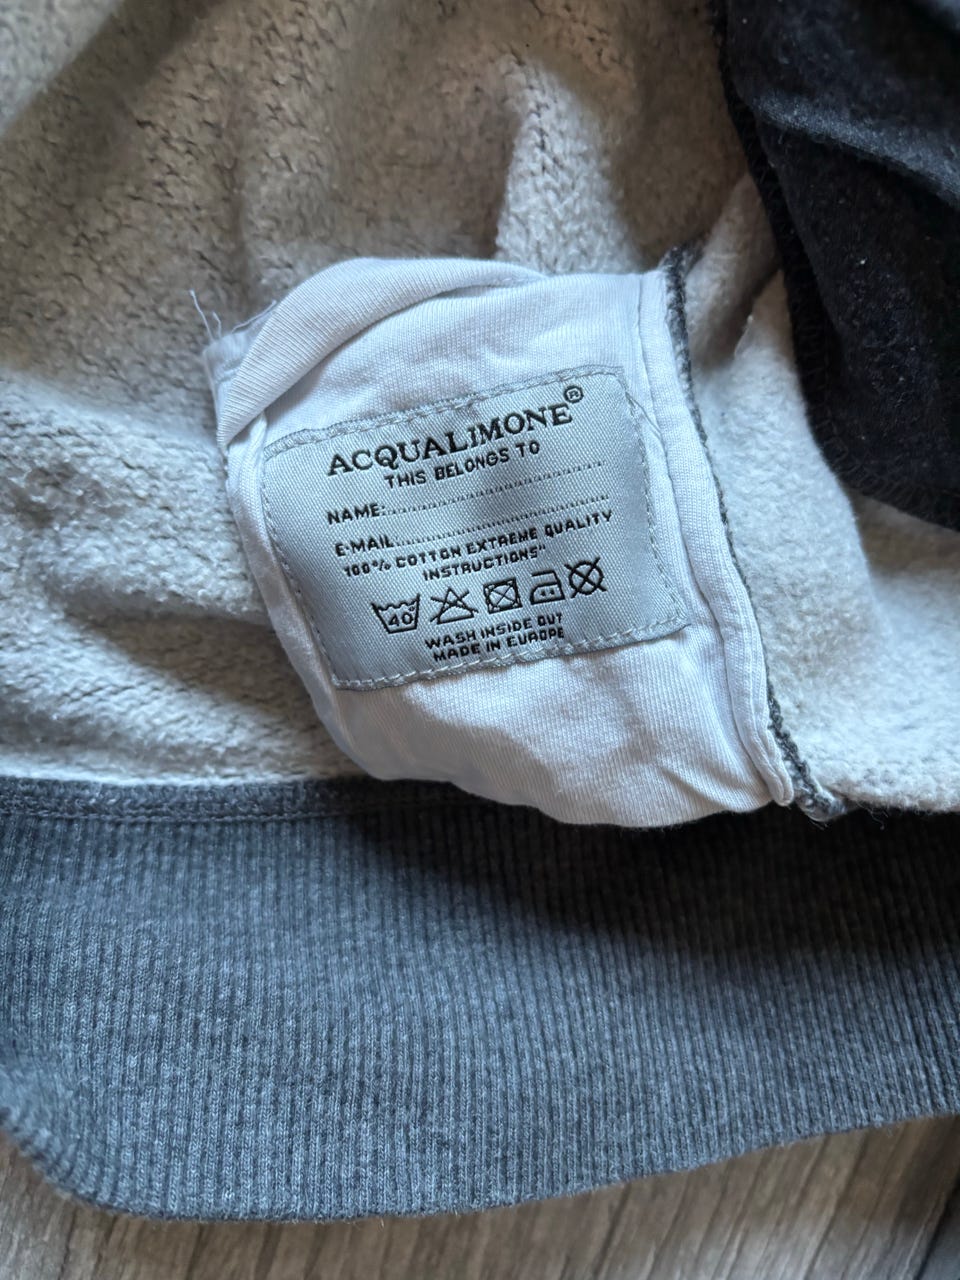 ACQUALIMONE®
THIS BELONGS TO
NAME:..............................
E-MAIL..............................
100% COTTON EXTREME QUALITY
INSTRUCTIONS"
40
WASH INSIDE OUT
MADE IN EUROPE